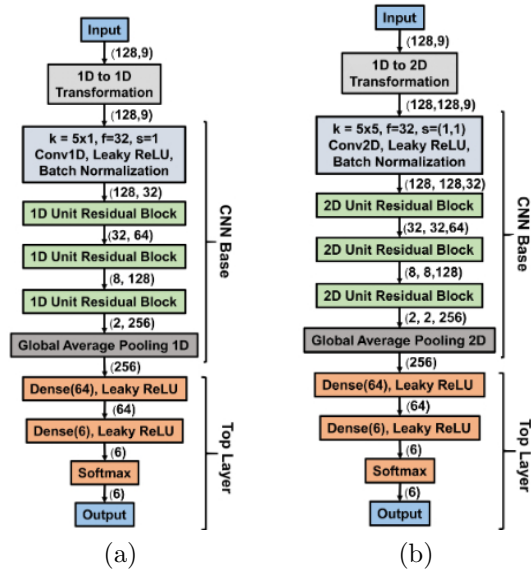 Input
(128,9)
1D to 1D
Transformation
(128,9)
k = 5x1, f=32, s=1
Conv1D, Leaky ReLU,
Batch Normalization
(128, 32)
1D Unit Residual Block
(32, 64)
1D Unit Residual Block
(8, 128)
1D Unit Residual Block
(2, 256)
Global Average Pooling 1D
(256)
Dense(64), Leaky ReLU
(64)
Dense(6), Leaky ReLU
(6)
Softmax
(6)
Output
CNN Base
Top Layer
(a)
Input
(128,9)
1D to 2D
Transformation
(128,128,9)
k = 5x5, f=32, s=(1,1)
Conv2D, Leaky ReLU,
Batch Normalization
(128, 128,32)
2D Unit Residual Block
(32, 32,64)
2D Unit Residual Block
(8, 8,128)
2D Unit Residual Block
(2, 2, 256)
Global Average Pooling 2D
(256)
Dense(64), Leaky ReLU
(64)
Dense(6), Leaky ReLU
(6)
Softmax
(6)
Output
CNN Base
Top Layer
(b)